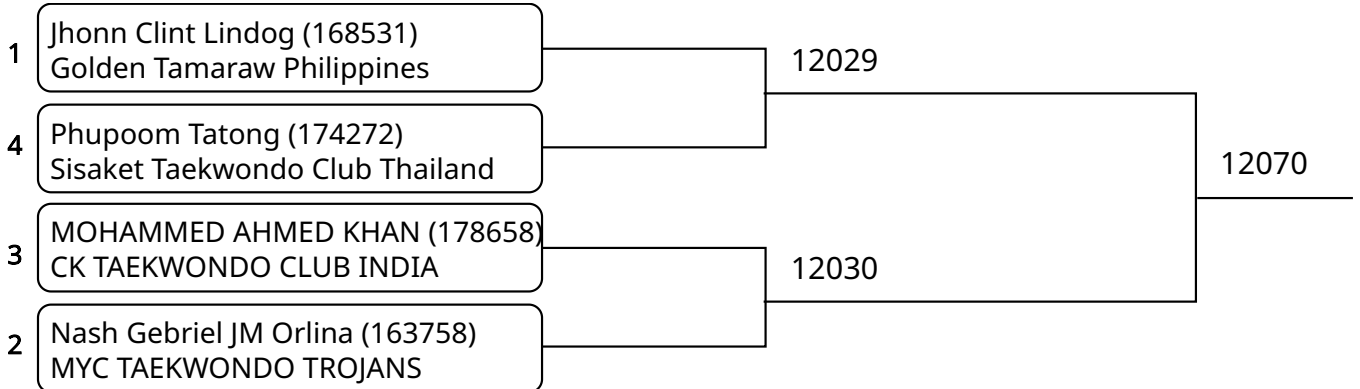 1
Jhonn Clint Lindog (168531)
Golden Tamaraw Philippines
12029
4
Phupoom Tatong (174272)
Sisaket Taekwondo Club Thailand
12070
3
MOHAMMED AHMED KHAN (178658)
CK TAEKWONDO CLUB INDIA
12030
2
Nash Gebriel JM Orlina (163758)
MYC TAEKWONDO TROJANS